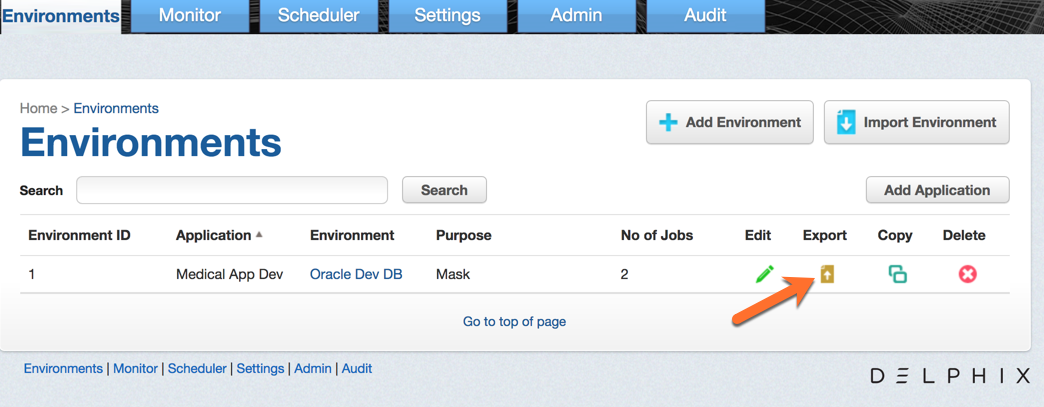 Environments Monitor Scheduler Settings Admin Audit
Home > Environments
Environments
Add Environment Import Environment
Search Search Add Application
Environment ID Application Environment Purpose No of Jobs Edit Export Copy Delete
1 Medical App Dev Oracle Dev DB Mask 2
Go to top of page
Environments | Monitor | Scheduler | Settings | Admin | Audit
DELPHIX